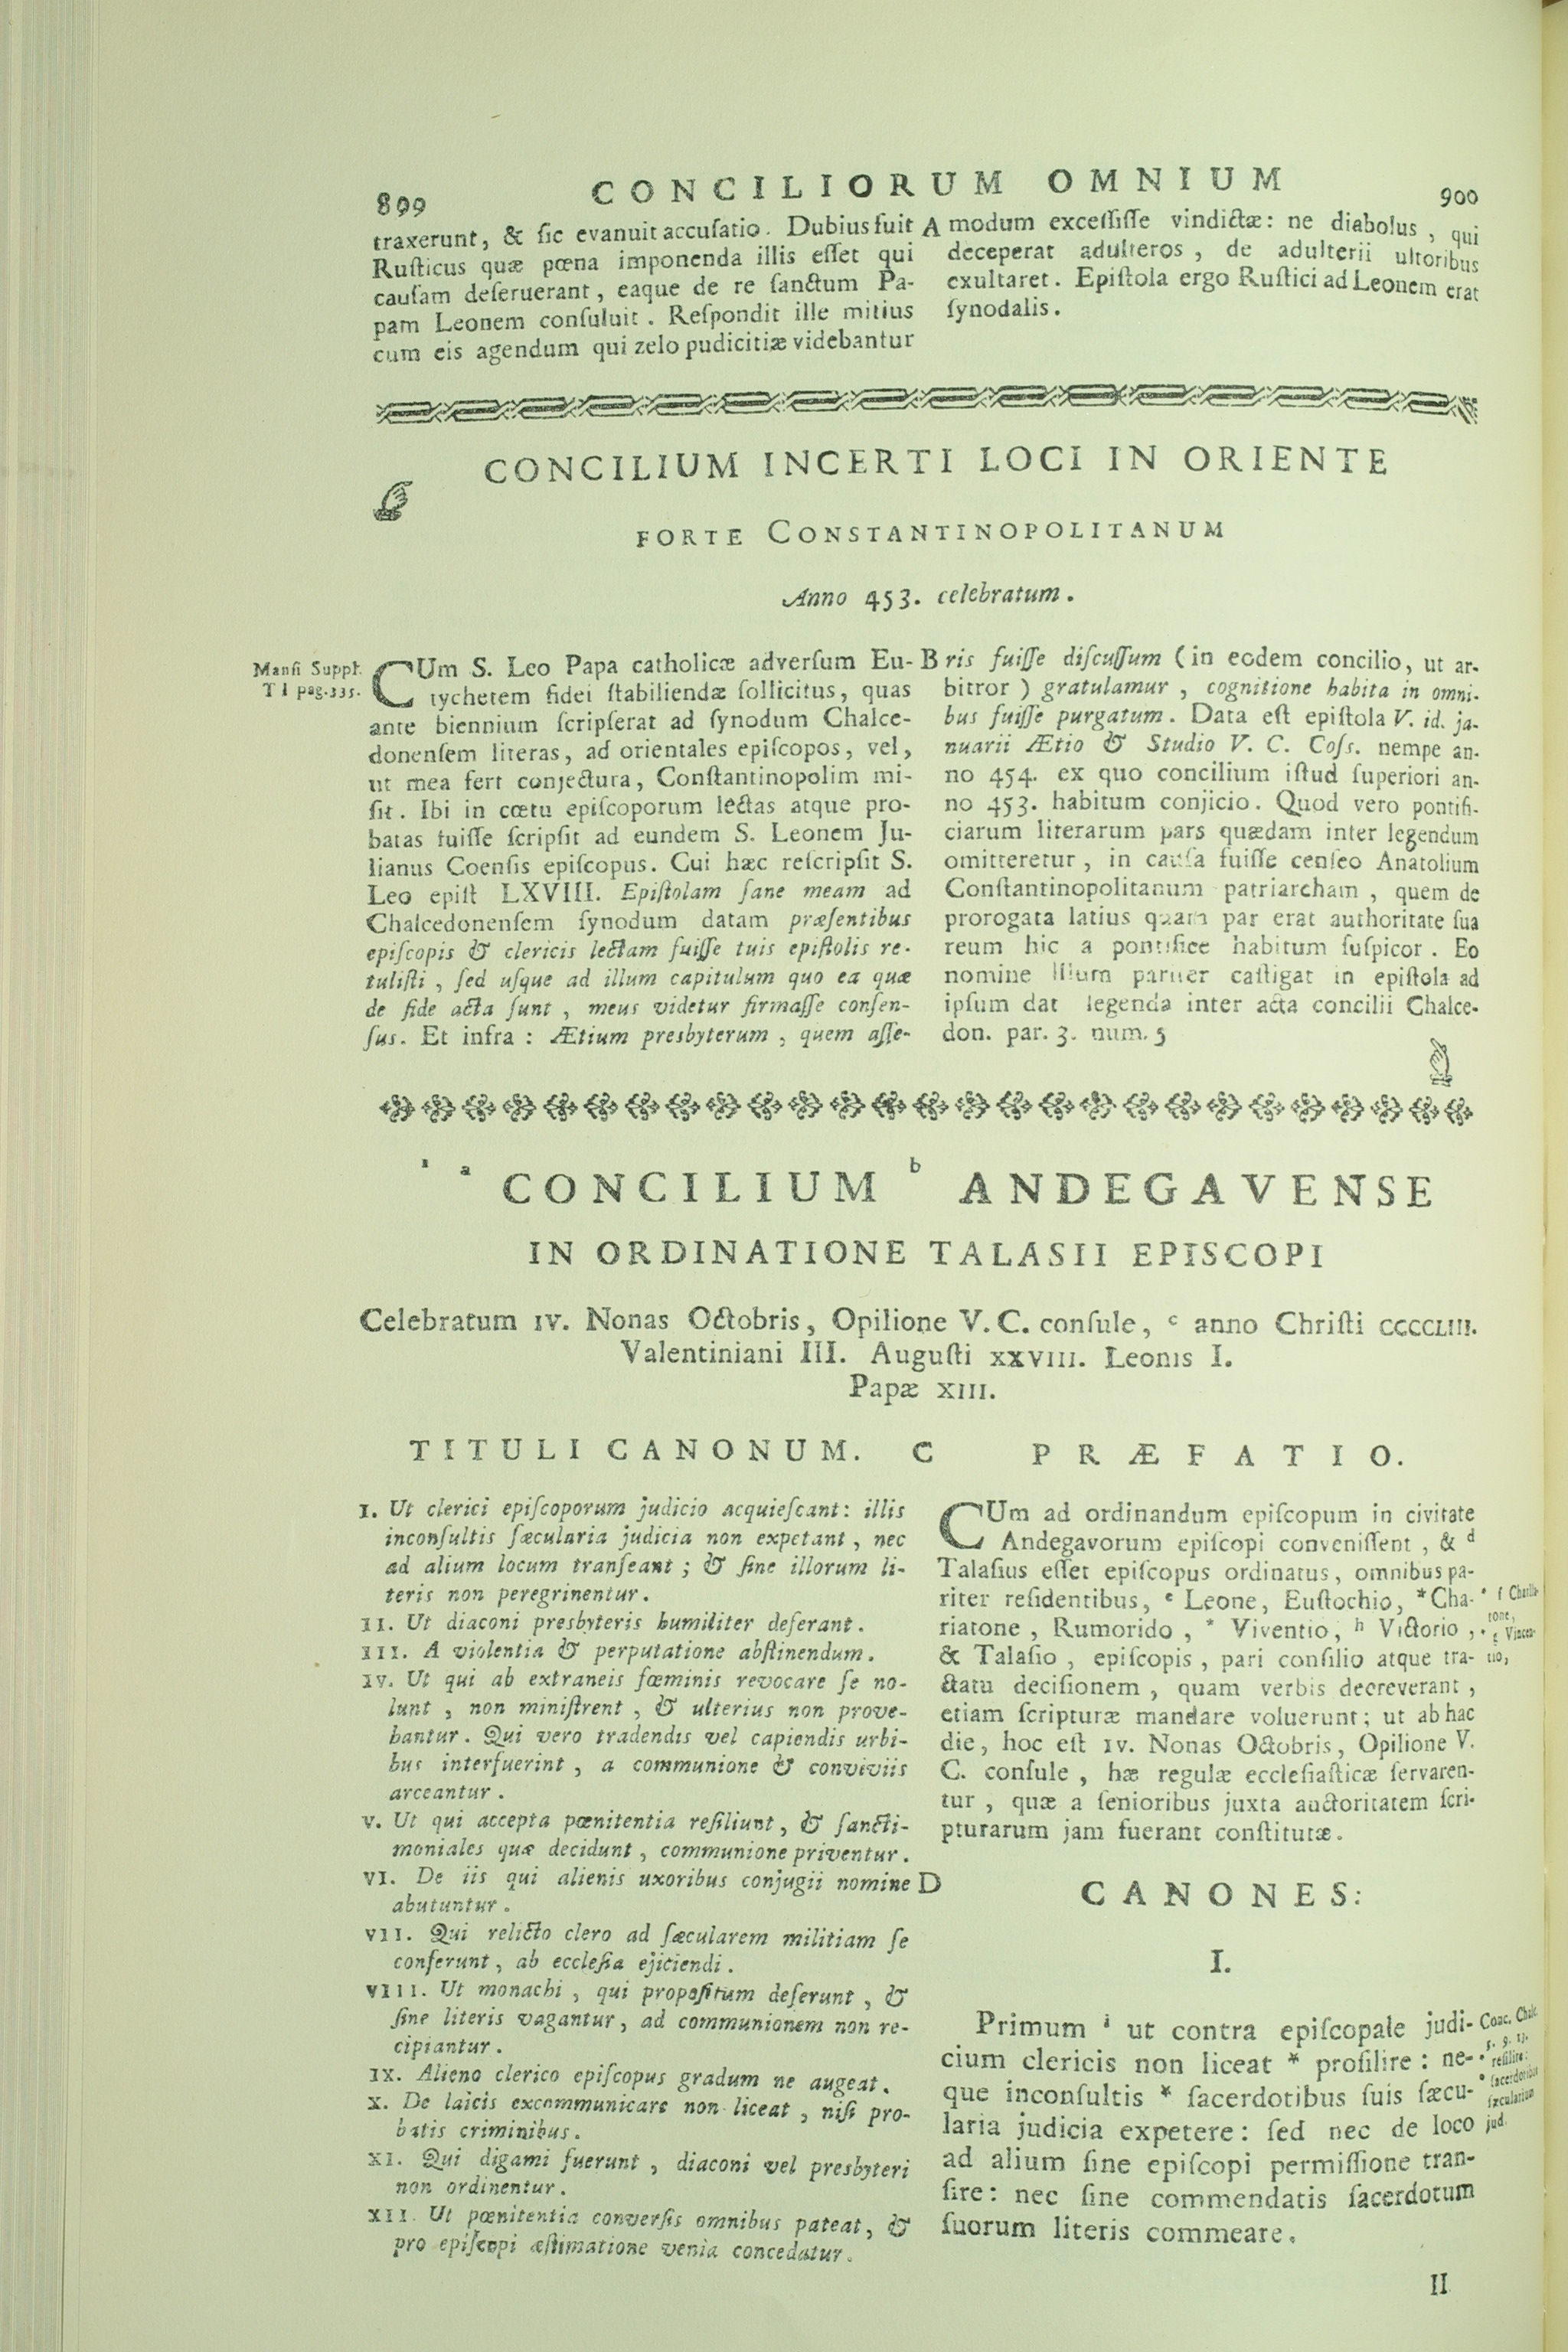 899
CONCILIORUM OMNIUM
900
traxerunt, & ſic evanuit accuſatio. Dubius fuit
Ruſticus quæ pœna imponenda illis eſſet qui
cauſam deſeruerant, eaque de re ſanctum Pa-
pam Leonem conſuluit. Reſpondit ille mitius
cum eis agendum qui zelo pudicitiæ videbantur
A
modum exceſſiſſe vindictæ: ne diabolus, qui
deceperat adulteros, de adulterii ultoribus
exultaret. Epiſtola ergo Ruſtici ad Leonem erat
ſynodalis.
CONCILIUM INCERTI LOCI IN ORIENTE
FORTE CONSTANTINOPOLITANUM
Anno 453. celebratum.
Manſi Suppl.
T I pag.335.
CUm S. Leo Papa catholicæ adverſum Eu-
tychetem fidei ſtabiliendæ ſollicitus, quas
ante biennium ſcripſerat ad ſynodum Chalce-
donenſem literas, ad orientales epiſcopos, vel,
ut mea fert conjectura, Conſtantinopolim mi-
ſit. Ibi in cœtu epiſcoporum lectas atque pro-
batas fuiſſe ſcripſit ad eundem S. Leonem Ju-
lianus Coenſis epiſcopus. Cui hæc reſcripſit S.
Leo epiſt LXVIII. Epiſtolam ſane meam ad
Chalcedonenſem ſynodum datam præſentibus
epiſcopis & clericis lectam fuiſſe tuis epiſtolis re-
tuliſti, ſed uſque ad illum capitulum quo ea quæ
de fide acta ſunt, meus videtur firmaſſe conſen-
ſus. Et infra: Ætium presbyterum, quem aſſe-
B
ris fuiſſe diſcuſſum (in eodem concilio, ut ar-
bitror) gratulamur, cognitione habita in omni-
bus fuiſſe purgatum. Data eſt epiſtola V. id. ja-
nuarii Ætio & Studio V. C. Coſs. nempe an-
no 454. ex quo concilium iſtud ſuperiori an-
no 453. habitum conjicio. Quod vero pontifi-
ciarum literarum pars quædam inter legendum
omitteretur, in cauſa fuiſſe cenſeo Anatolium
Conſtantinopolitanum patriarcham, quem de
prorogata latius quam par erat authoritate ſua
reum hic a pontifice habitum ſuſpicor. Eo
nomine illum pariter caſtigat in epiſtola ad
ipſum dat legenda inter acta concilii Chalce-
don. par. 3. num. 5
a CONCILIUM b ANDEGAVENSE
IN ORDINATIONE TALASII EPISCOPI
Celebratum IV. Nonas Octobris, Opilione V. C. conſule, c anno Chriſti CCCCLIII.
Valentiniani III. Auguſti XXVIII. Leonis I.
Papæ XIII.
TITULI CANONUM.
I. Ut clerici epiſcoporum judicio acquieſcant: illis
inconſultis ſæcularia judicia non expetant, nec
ad alium locum tranſeant; & ſine illorum li-
teris non peregrinentur.
II. Ut diaconi presbyteris humiliter deferant.
III. A violentia & perputatione abſtinendum.
IV. Ut qui ab extraneis fœminis revocare ſe no-
lunt, non miniſtrent, & ulterius non prove-
hantur. Qui vero tradendis vel capiendis urbi-
bus interfuerint, a communione & conviviis
arceantur.
V. Ut qui accepta pœnitentia reſiliunt, & ſancti-
moniales quæ decidunt, communione priventur.
VI. De iis qui alienis uxoribus conjugii nomine
abutuntur.
VII. Qui relicto clero ad ſæcularem militiam ſe
conferunt, ab eccleſia ejiciendi.
VIII. Ut monachi, qui propoſitum deſerunt, &
ſine literis vagantur, ad communionem non re-
cipiantur.
IX. Alieno clerico epiſcopus gradum ne augeat.
X. De laicis excommunicare non liceat, niſi pro-
batis criminibus.
XI. Qui digami fuerunt, diaconi vel presbyteri
non ordinentur.
XII. Ut pœnitentia converſis omnibus pateat, &
pro epiſcopi æſtimatione venia concedatur.
C
PRÆFATIO.
CUm ad ordinandum epiſcopum in civitate
Andegavorum epiſcopi conveniſſent, & d
Talaſius eſſet epiſcopus ordinatus, omnibus pa-
riter reſidentibus, e Leone, Euſtochio, * Cha-
riatone, Rumorido, * Viventio, h Victorio,
& Talaſio, epiſcopis, pari conſilio atque tra-
ctatu deciſionem, quam verbis decreverant,
etiam ſcripturæ mandare voluerunt; ut ab hac
die, hoc eſt IV. Nonas Octobris, Opilione V.
C. conſule, hæ regulæ eccleſiaſticæ ſervaren-
tur, quæ a ſenioribus juxta auctoritatem ſcri-
pturarum jam fuerant conſtitutæ.
* f
tone,
* g
tio,
D
CANONES:
I.
Primum i ut contra epiſcopale judi-
cium clericis non liceat * proſilire: ne-
que inconſultis * ſacerdotibus ſuis ſæcu-
laria judicia expetere: ſed nec de loco
ad alium ſine epiſcopi permiſſione tran-
ſire: nec ſine commendatis ſacerdotum
ſuorum literis commeare.
Conc. Chalc.
* reſilire:
jud.
II